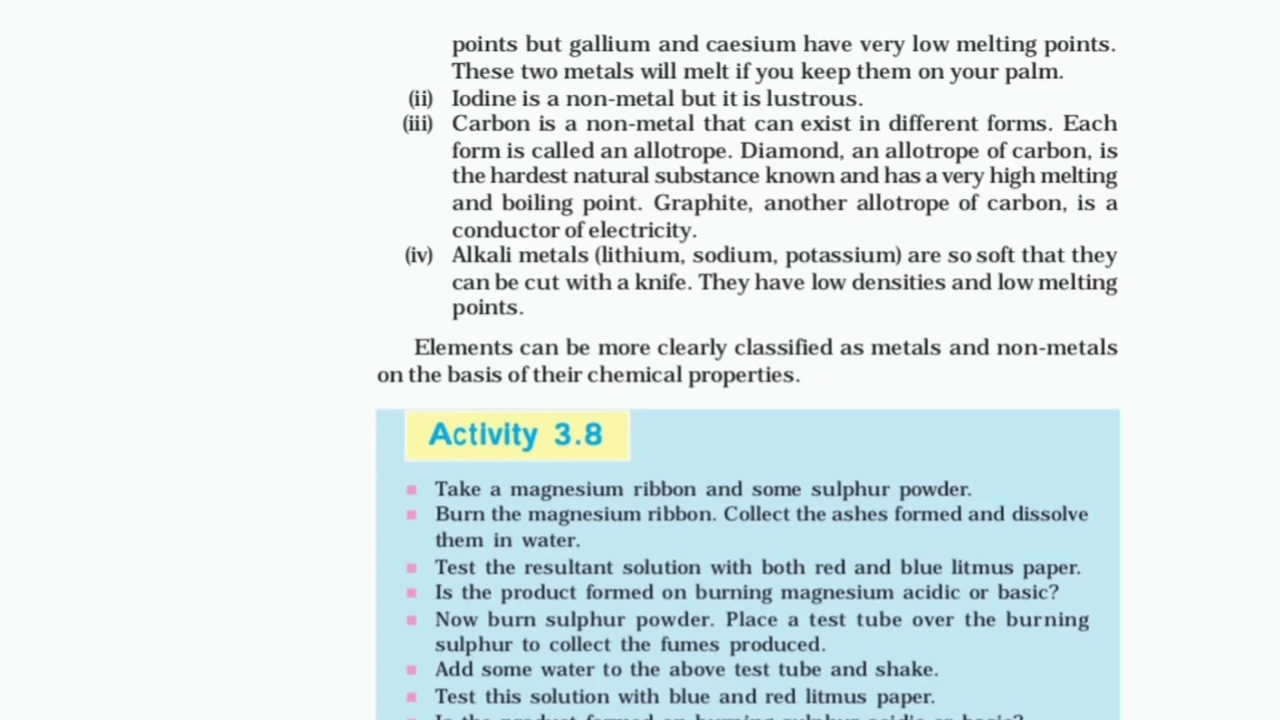 points but gallium and caesium have very low melting points.
These two metals will melt if you keep them on your palm.
(ii) Iodine is a non-metal but it is lustrous.
(iii) Carbon is a non-metal that can exist in different forms. Each
form is called an allotrope. Diamond, an allotrope of carbon, is
the hardest natural substance known and has a very high melting
and boiling point. Graphite, another allotrope of carbon, is a
conductor of electricity.
(iv) Alkali metals (lithium, sodium, potassium) are so soft that they
can be cut with a knife. They have low densities and low melting
points.
Elements can be more clearly classified as metals and non-metals
on the basis of their chemical properties.
Activity 3.8
Take a magnesium ribbon and some sulphur powder.
Burn the magnesium ribbon. Collect the ashes formed and dissolve
them in water.
Test the resultant solution with both red and blue litmus paper.
Is the product formed on burning magnesium acidic or basic?
Now burn sulphur powder. Place a test tube over the burning
sulphur to collect the fumes produced.
Add some water to the above test tube and shake.
Test this solution with blue and red litmus paper.